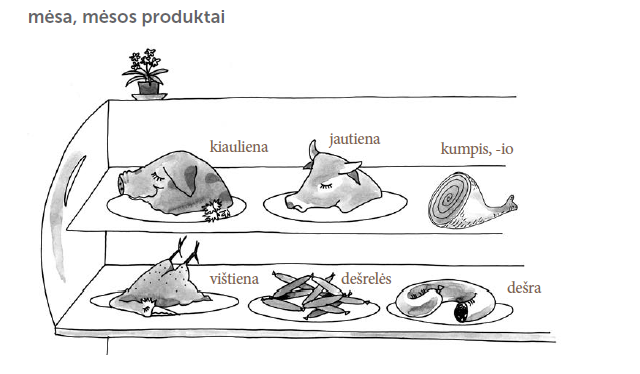 mėsa, mėsos produktai
kiauliena
jautiena
kumpis, -io
vištiena
dešrelės
dešra